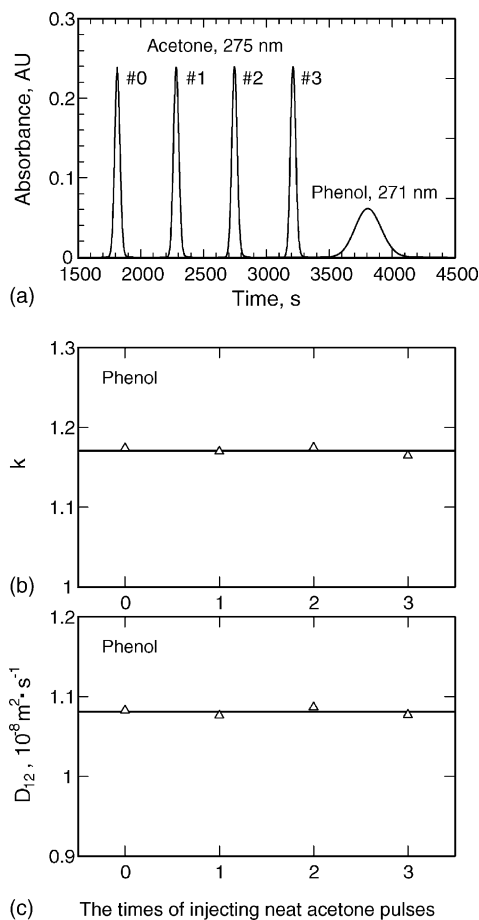 0.3
Acetone, 275 nm
#0 #1 #2 #3
0.2
Absorbance, AU
Phenol, 271 nm
0.1
0
1500 2000 2500 3000 3500 4000 4500
(a) Time, s
1.3
Phenol
1.2
k
1.1
1
(b) 0 1 2 3
1.2
Phenol
1.1
D12 , 10-8 m2 • s-1
1
0.9
0 1 2 3
(c) The times of injecting neat acetone pulses